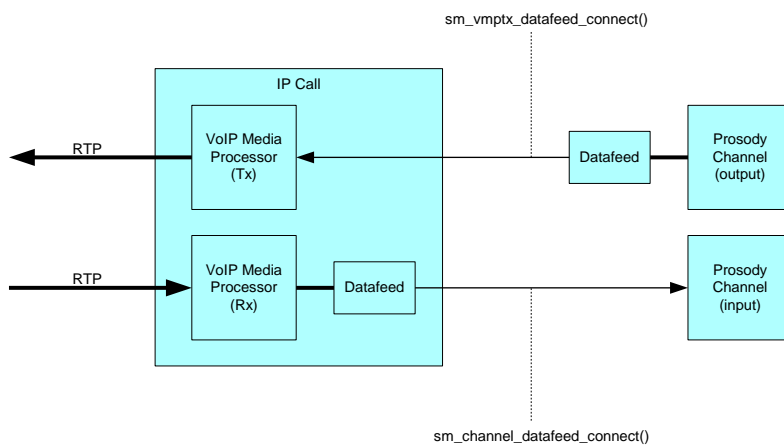 sm_vmptx_datafeed_connect()
IP Call
VoIP Media
Processor
(Tx)
RTP
Datafeed
Prosody
Channel
(output)
RTP
VoIP Media
Processor
(Rx)
Datafeed
Prosody
Channel
(input)
sm_channel_datafeed_connect()